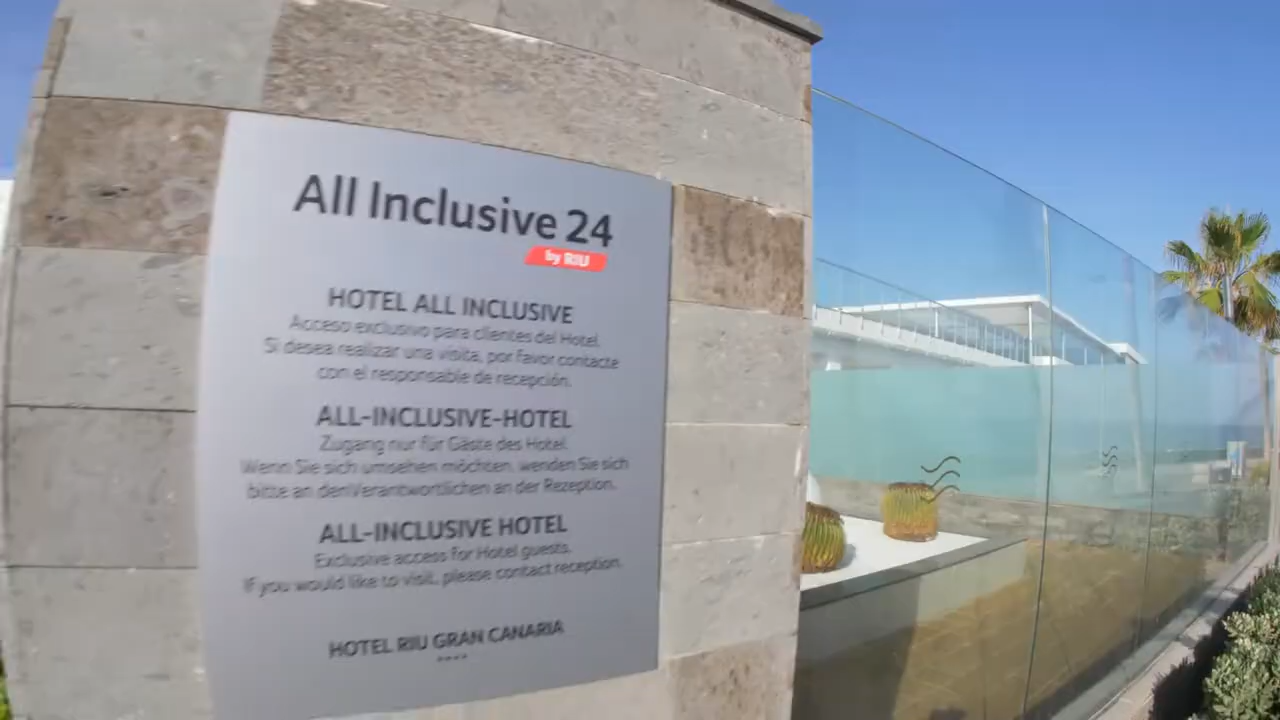 All Inclusive 24
by RIU
HOTEL ALL INCLUSIVE
Acceso exclusivo para clientes del Hotel.
Si desea realizar una visita, por favor contacte
con el responsable de recepción.
ALL-INCLUSIVE-HOTEL
Zugang nur für Gäste des Hotel.
Wenn Sie sich umsehen möchten, wenden Sie sich
bitte an denVerantwortlichen an der Rezeption.
ALL-INCLUSIVE HOTEL
Exclusive access for Hotel guests.
If you would like to visit, please contact reception.
HOTEL RIU GRAN CANARIA
****